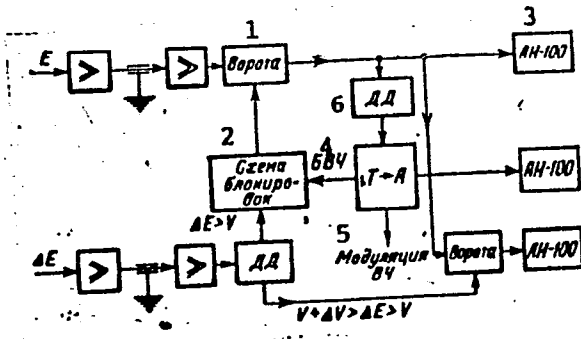 1
3
E
>
>
Ворота
АН-100
6
ДД
2
4
БВЧ
Схема
блокиро-
вок
T→A
АН-100
ΔE>V
5
Модуляция
ВЧ
ΔE
>
>
ДД
Ворота
АН-100
V+ΔV>ΔE>V